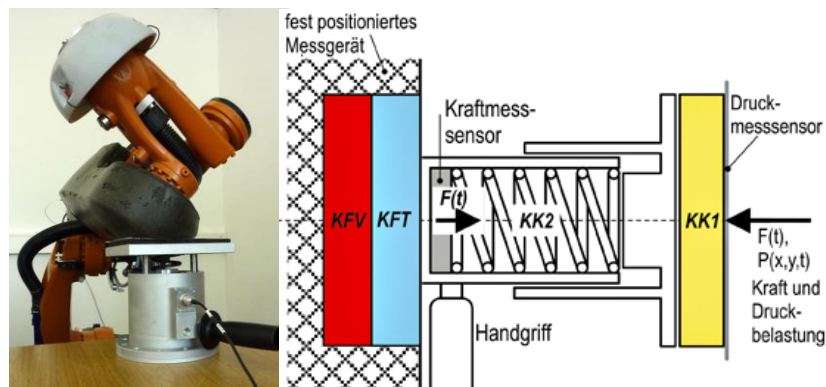 fest positioniertes
Messgerät
Kraftmess-
sensor
Druck-
messsensor
F(t)
KFV
KFT
KK2
KK1
F(t),
P(x,y,t)
Kraft und
Druck-
belastung
Handgriff